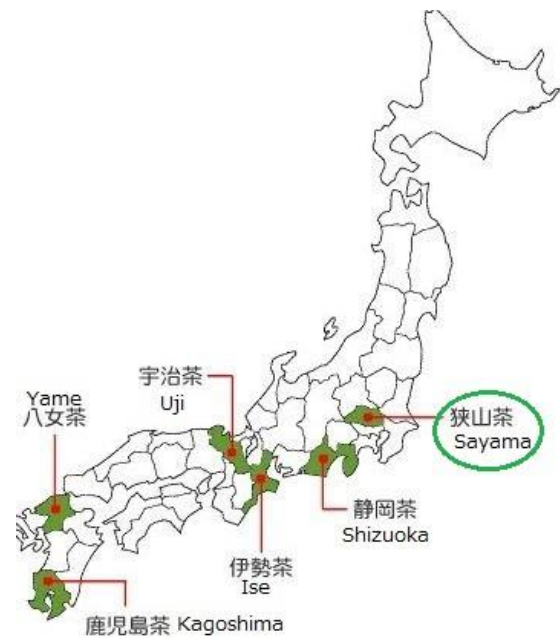 宇治茶
Uji
Yame
八女茶
狭山茶
Sayama
静岡茶
Shizuoka
伊勢茶
Ise
鹿児島茶 Kagoshima